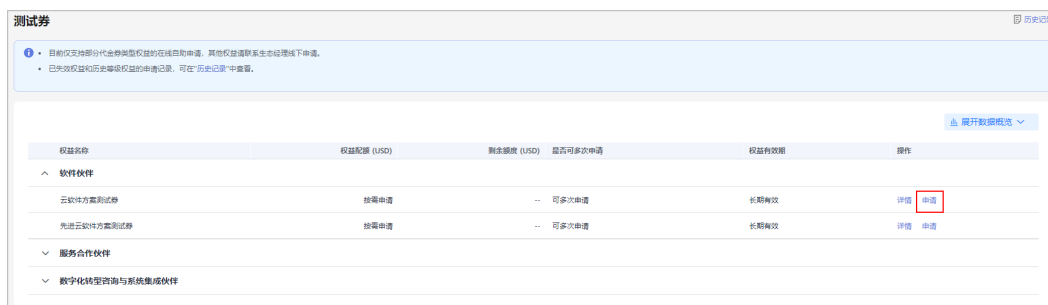 测试券
历史记录
目前仅支持部分代金券类型权益的在线自助申请，其他权益请联系生态经理线下申请。
已失效权益和历史等级权益的申请记录，可在“历史记录”中查看。
展开数据概览
权益名称 权益配额 (USD) 剩余额度 (USD) 是否可多次申请 权益有效期 操作
软件伙伴
云软件方案测试券 按需申请 -- 可多次申请 长期有效 详情 申请
先进云软件方案测试券 按需申请 -- 可多次申请 长期有效 详情 申请
服务合作伙伴
数字化转型咨询与系统集成伙伴